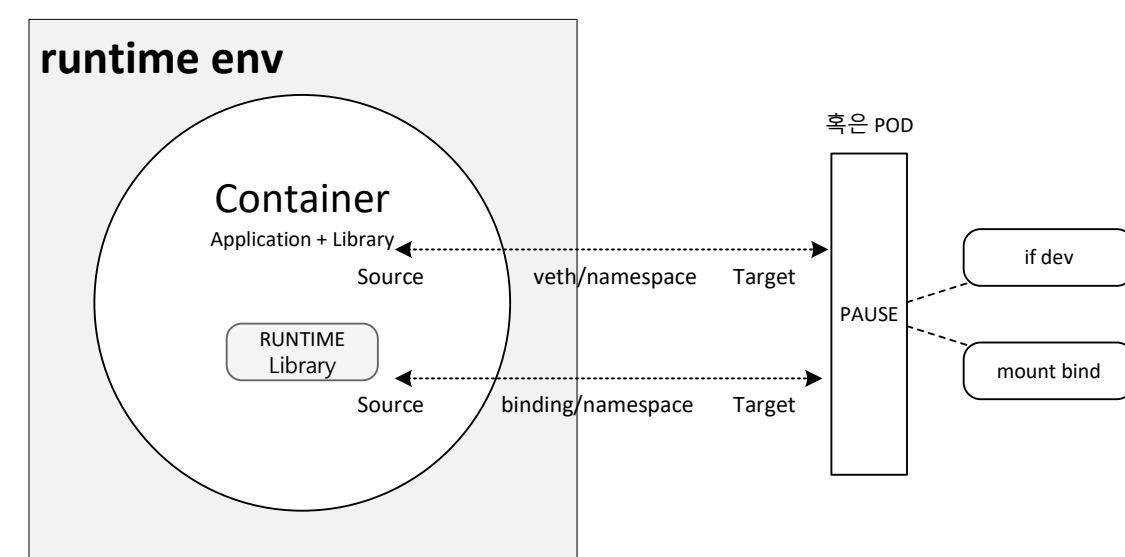 runtime env
혹은 POD
Container
Application + Library
Source veth/namespace Target
if dev
PAUSE
RUNTIME
Library
mount bind
Source binding/namespace Target